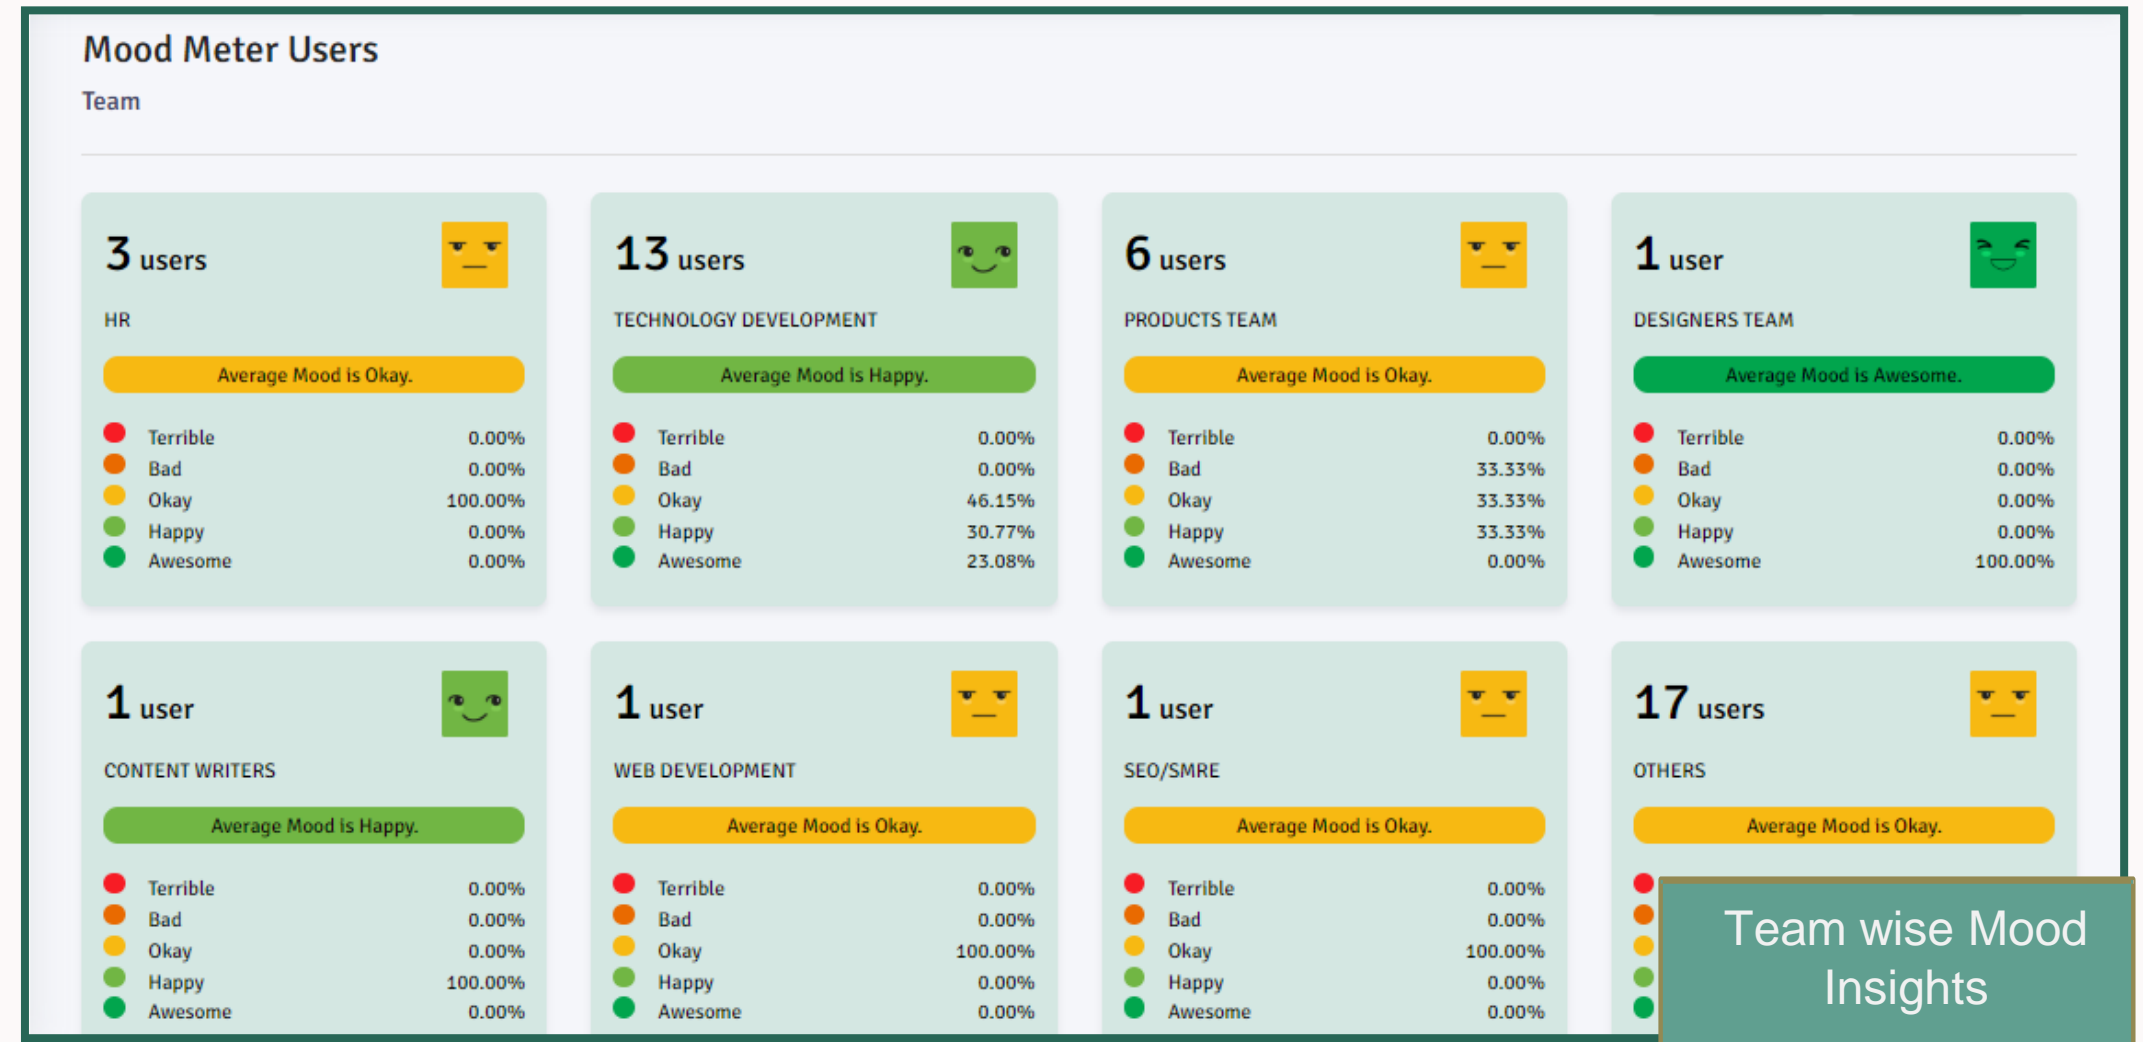 Mood Meter Users
Team
3 users
HR
Average Mood is Okay.
Terrible 0.00%
Bad 0.00%
Okay 100.00%
Happy 0.00%
Awesome 0.00%
13 users
TECHNOLOGY DEVELOPMENT
Average Mood is Happy.
Terrible 0.00%
Bad 0.00%
Okay 46.15%
Happy 30.77%
Awesome 23.08%
6 users
PRODUCTS TEAM
Average Mood is Okay.
Terrible 0.00%
Bad 33.33%
Okay 33.33%
Happy 33.33%
Awesome 0.00%
1 user
DESIGNERS TEAM
Average Mood is Awesome.
Terrible 0.00%
Bad 0.00%
Okay 0.00%
Happy 0.00%
Awesome 100.00%
1 user
CONTENT WRITERS
Average Mood is Happy.
Terrible 0.00%
Bad 0.00%
Okay 0.00%
Happy 100.00%
Awesome 0.00%
1 user
WEB DEVELOPMENT
Average Mood is Okay.
Terrible 0.00%
Bad 0.00%
Okay 100.00%
Happy 0.00%
Awesome 0.00%
1 user
SEO/SMRE
Average Mood is Okay.
Terrible 0.00%
Bad 0.00%
Okay 100.00%
Happy 0.00%
Awesome 0.00%
17 users
OTHERS
Average Mood is Okay.
Team wise Mood
Insights